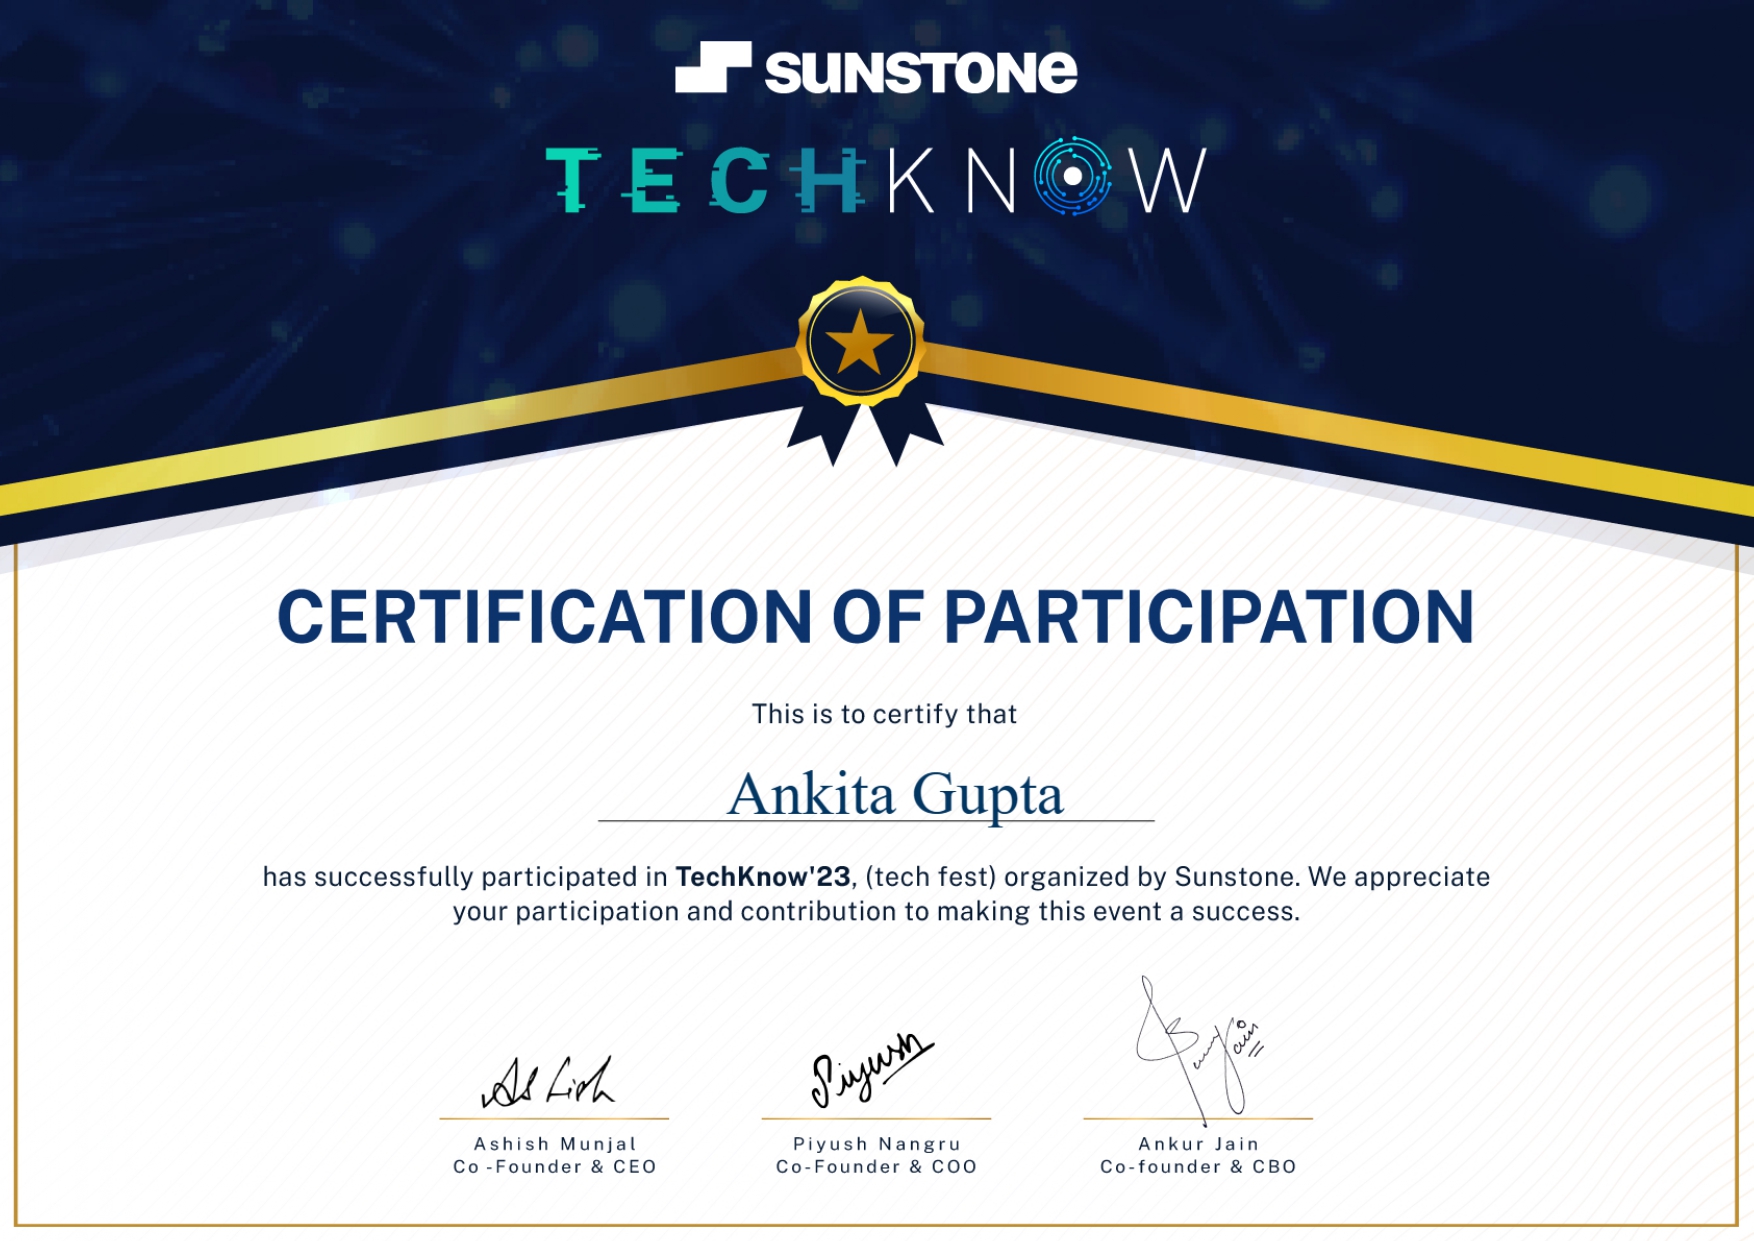 SUNSTONe
TECHKNOW
CERTIFICATION OF PARTICIPATION
This is to certify that
Ankita Gupta
has successfully participated in TechKnow'23, (tech fest) organized by Sunstone. We appreciate
your participation and contribution to making this event a success.
Ashish
Piyush
Jain
Ashish Munjal
Co -Founder & CEO
Piyush Nangru
Co-Founder & COO
Ankur Jain
Co-founder & CBO